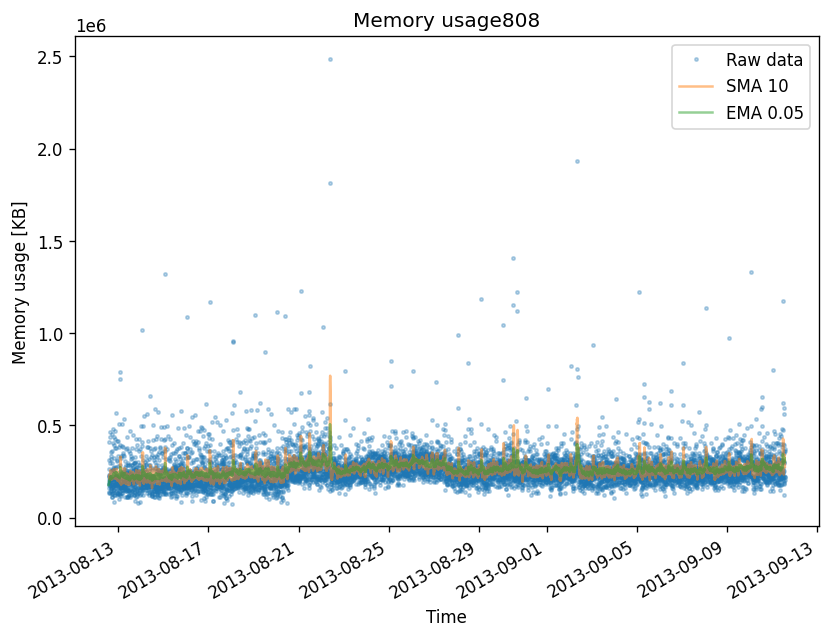 Memory usage808
1e6
Raw data
SMA 10
EMA 0.05
2.5
2.0
1.5
1.0
0.5
0.0
Memory usage [KB]
2013-08-13
2013-08-17
2013-08-21
2013-08-25
2013-08-29
2013-09-01
2013-09-05
2013-09-09
2013-09-13
Time